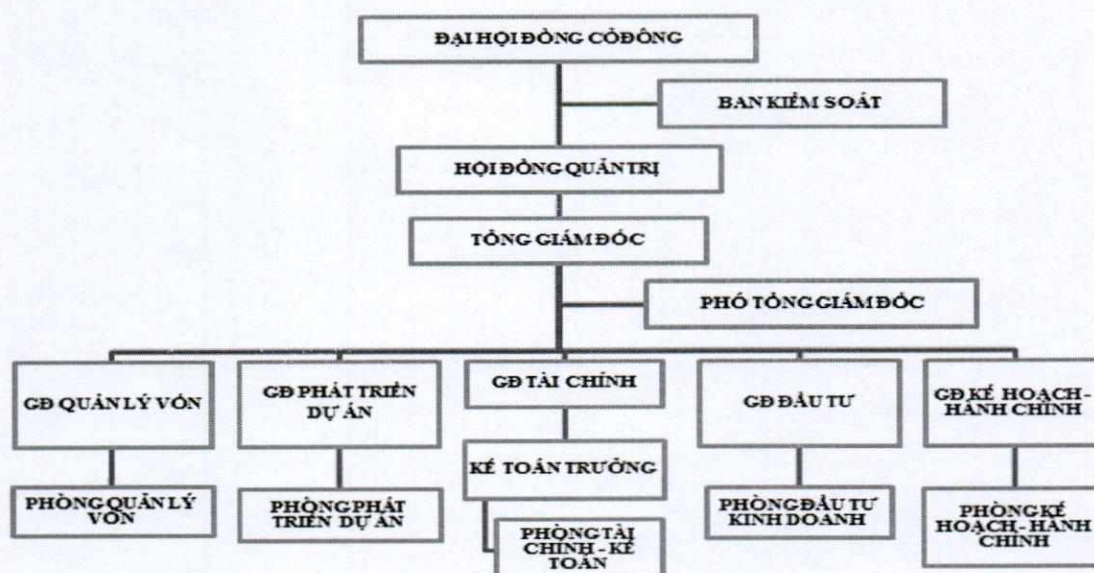 ĐẠI HỘI ĐỒNG CỔ ĐÔNG
BAN KIỂM SOÁT
HỘI ĐỒNG QUẢN TRỊ
TỔNG GIÁM ĐỐC
PHÓ TỔNG GIÁM ĐỐC
GĐ QUẢN LÝ VỐN
GĐ PHÁT TRIỂN
DỰ ÁN
GĐ TÀI CHÍNH
GĐ ĐẦU TƯ
GĐ KẾ HOẠCH -
HÀNH CHÍNH
KẾ TOÁN TRƯỞNG
PHÒNG QUẢN LÝ
VỐN
PHÒNG PHÁT
TRIỂN DỰ ÁN
PHÒNG TÀI
CHÍNH - KẾ
TOÁN
PHÒNG ĐẦU TƯ
KINH DOANH
PHÒNG KẾ
HOẠCH - HÀNH
CHÍNH